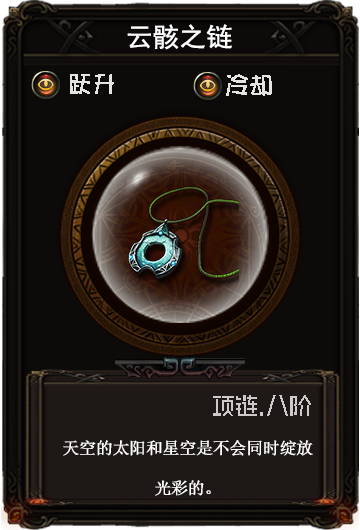 云骸之链
跃升 冷却
项链.八阶
天空的太阳和星空是不会同时绽放
光彩的。